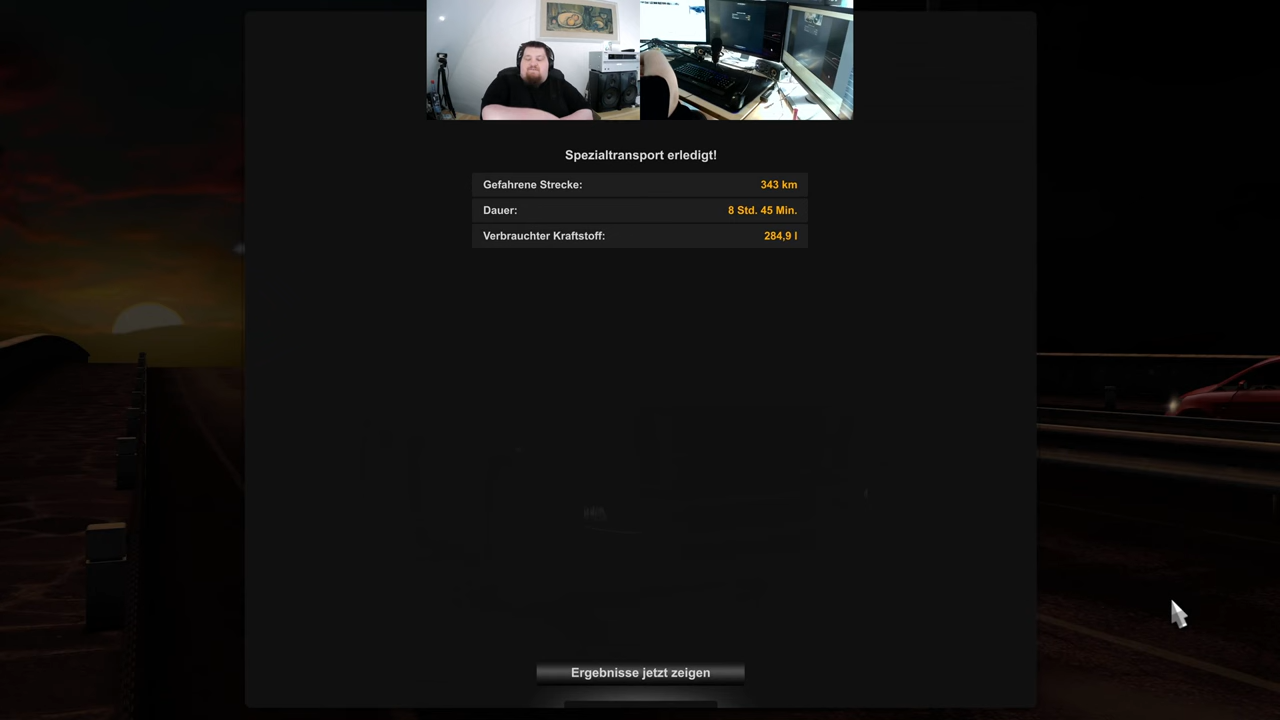 Spezialtransport erledigt!
Gefahrene Strecke: 343 km
Dauer: 8 Std. 45 Min.
Verbrauchter Kraftstoff: 284,9 l
Ergebnisse jetzt zeigen